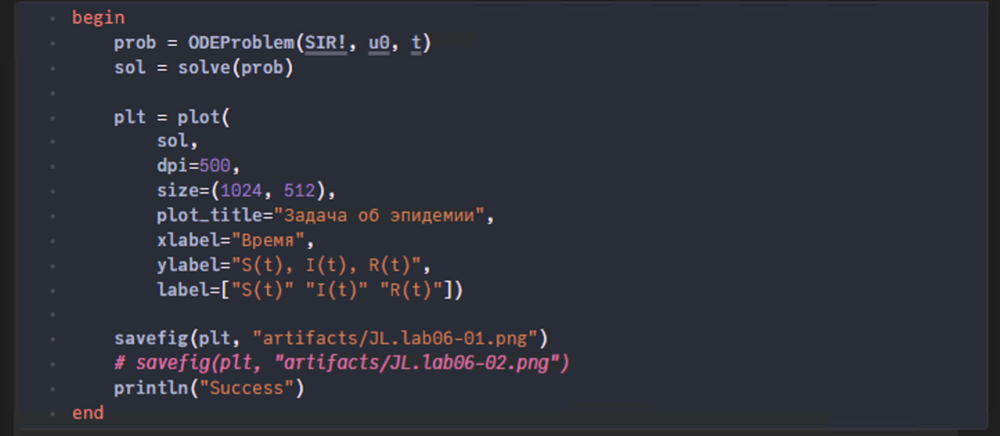 begin
    prob = ODEProblem(SIR!, u0, t)
    sol = solve(prob)

    plt = plot(
        sol,
        dpi=500,
        size=(1024, 512),
        plot_title="Задача об эпидемии",
        xlabel="Время",
        ylabel="S(t), I(t), R(t)",
        label=["S(t)" "I(t)" "R(t)"])

    savefig(plt, "artifacts/JL.lab06-01.png")
    # savefig(plt, "artifacts/JL.lab06-02.png")
    println("Success")
end